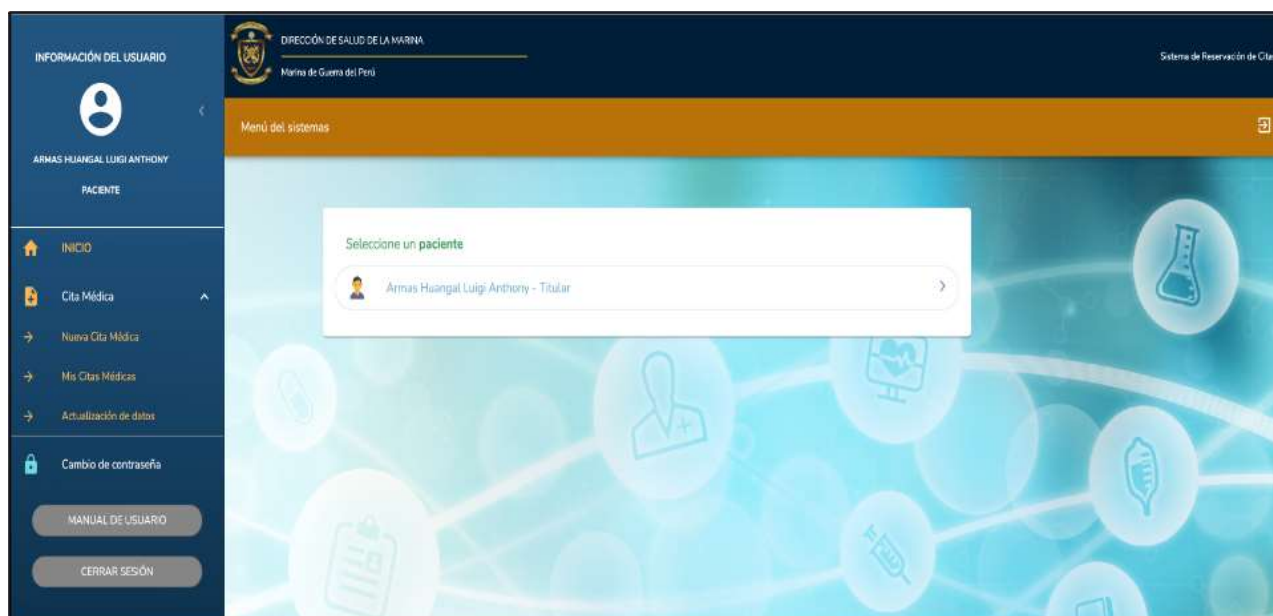 INFORMACIÓN DEL USUARIO
ARMAS HUANGAL LUIGI ANTHONY
PACIENTE
INICIO
Cita Médica
Nueva Cita Médica
Mis Citas Médicas
Actualización de datos
Cambio de contraseña
MANUAL DE USUARIO
CERRAR SESIÓN
DIRECCIÓN DE SALUD DE LA MARINA
Marina de Guerra del Perú
Sistema de Reservación de Citas
Menú del sistemas
Seleccione un paciente
Armas Huangal Luigi Anthony - Titular